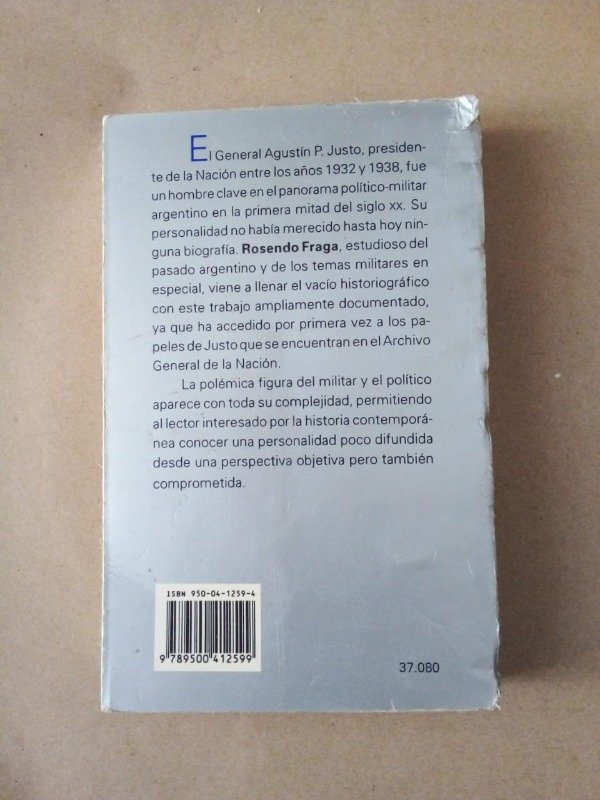 El General Agustín P. Justo, presiden-
te de la Nación entre los años 1932 y 1938, fue
un hombre clave en el panorama político-militar
argentino en la primera mitad del siglo XX. Su
personalidad no había merecido hasta hoy nin-
guna biografía. Rosendo Fraga, estudioso del
pasado argentino y de los temas militares en
especial, viene a llenar el vacío historiográfico
con este trabajo ampliamente documentado,
ya que ha accedido por primera vez a los pa-
peles de Justo que se encuentran en el Archivo
General de la Nación.
La polémica figura del militar y el político
aparece con toda su complejidad, permitiendo
al lector interesado por la historia contemporá-
nea conocer una personalidad poco difundida
desde una perspectiva objetiva pero también
comprometida.
ISBN 950-04-1259-4
9 789500 412599
37.080